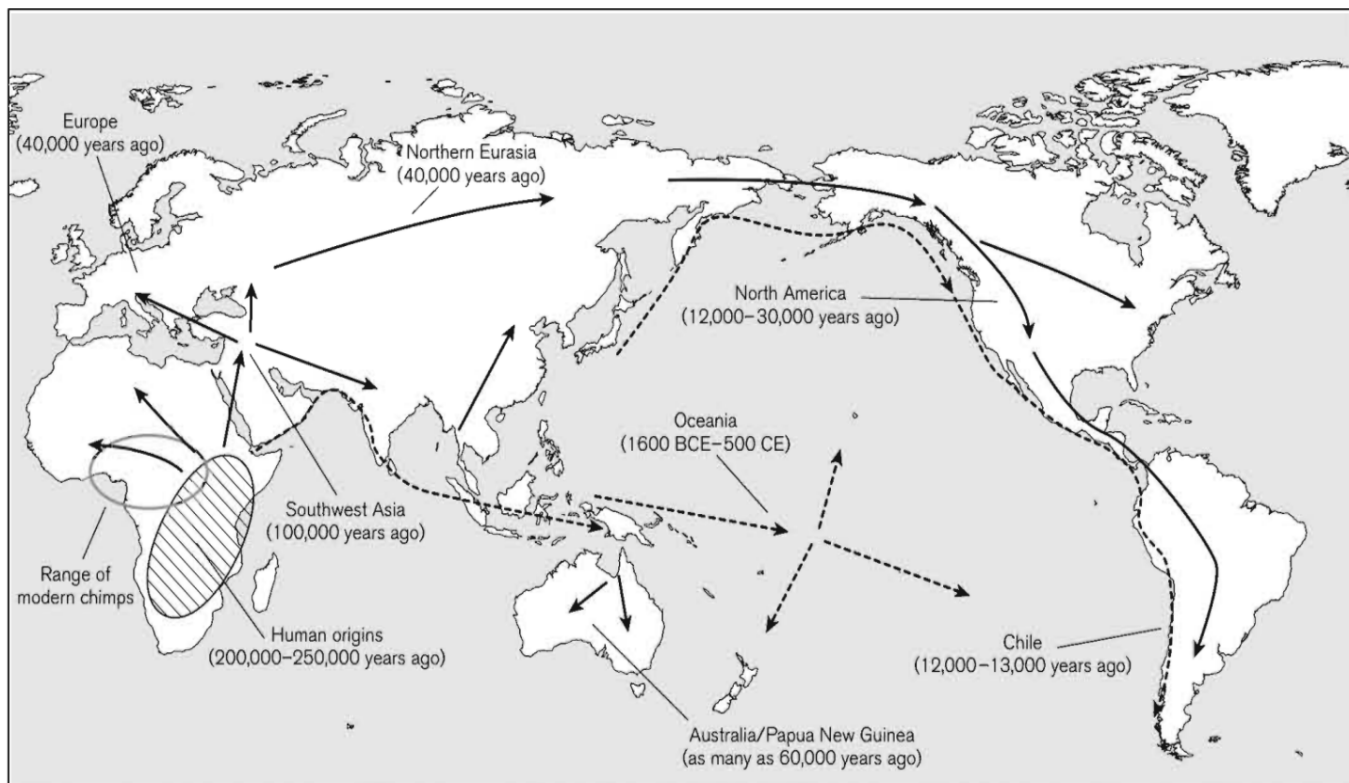 Europe
(40,000 years ago)
Northern Eurasia
(40,000 years ago)
North America
(12,000–30,000 years ago)
Oceania
(1600 BCE–500 CE)
Southwest Asia
(100,000 years ago)
Range of
modern chimps
Human origins
(200,000–250,000 years ago)
Chile
(12,000–13,000 years ago)
Australia/Papua New Guinea
(as many as 60,000 years ago)